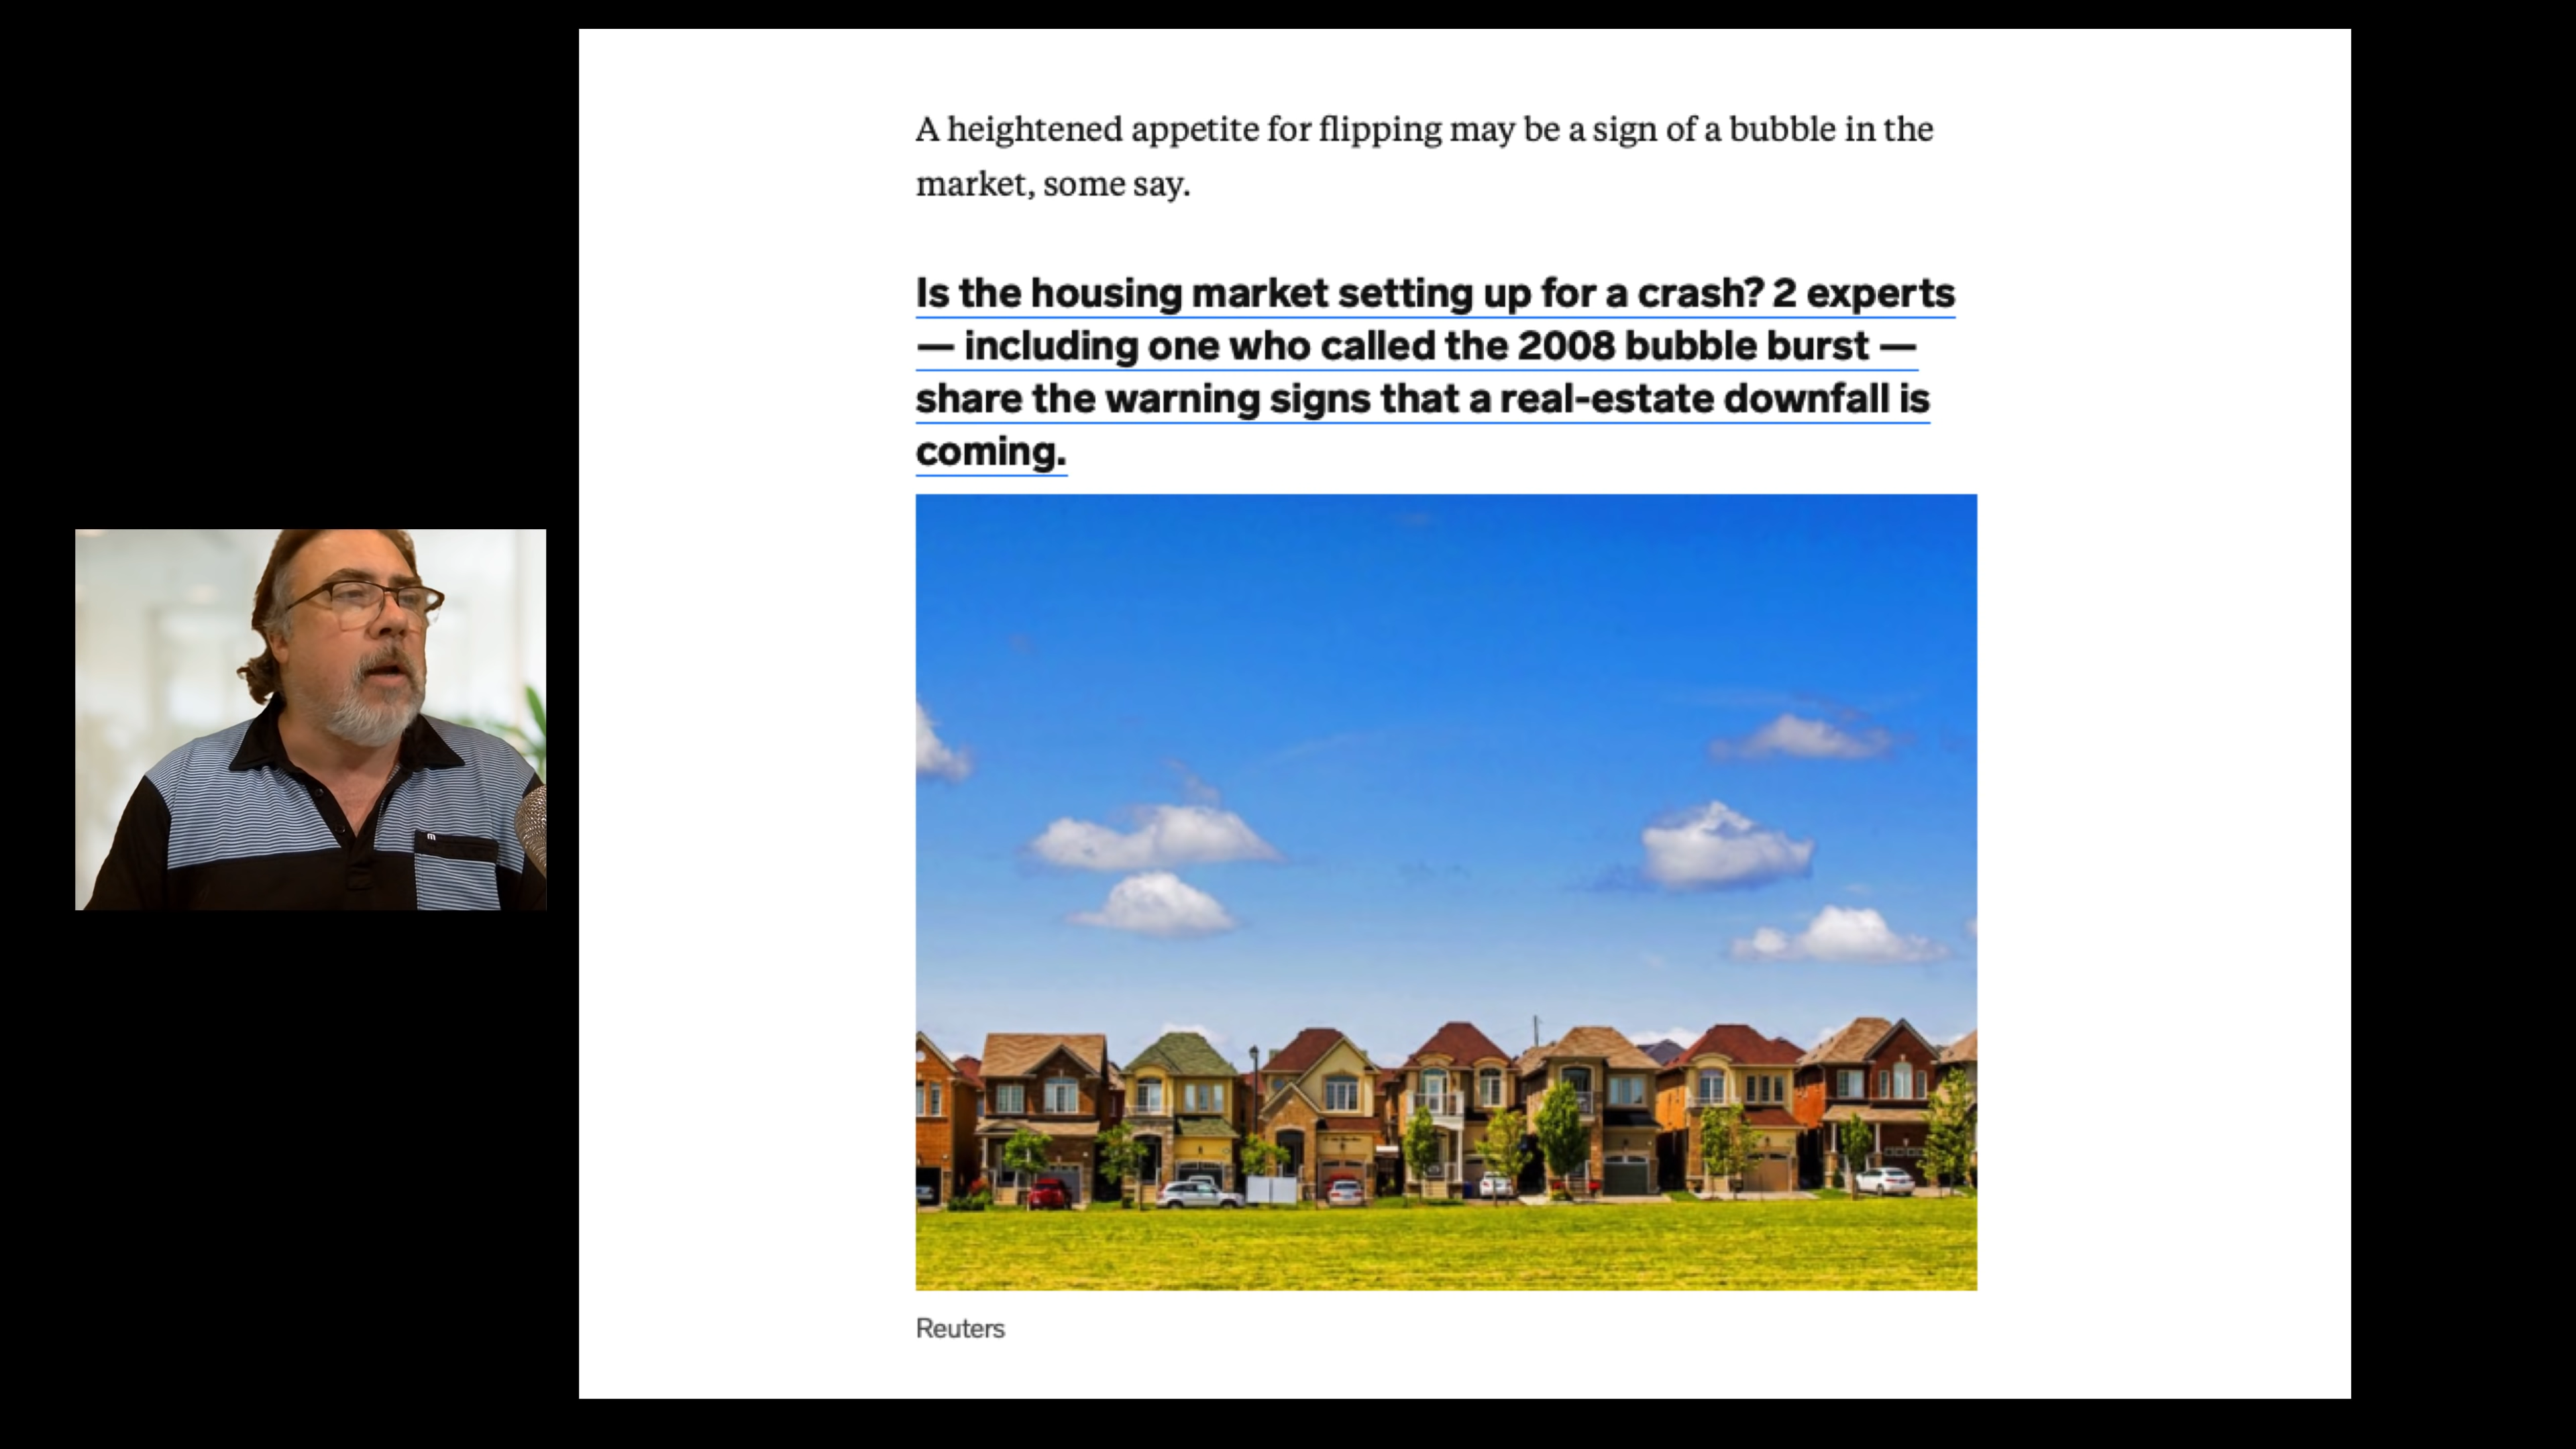 A heightened appetite for flipping may be a sign of a bubble in the
market, some say.
Is the housing market setting up for a crash? 2 experts
— including one who called the 2008 bubble burst —
share the warning signs that a real-estate downfall is
coming.
Reuters